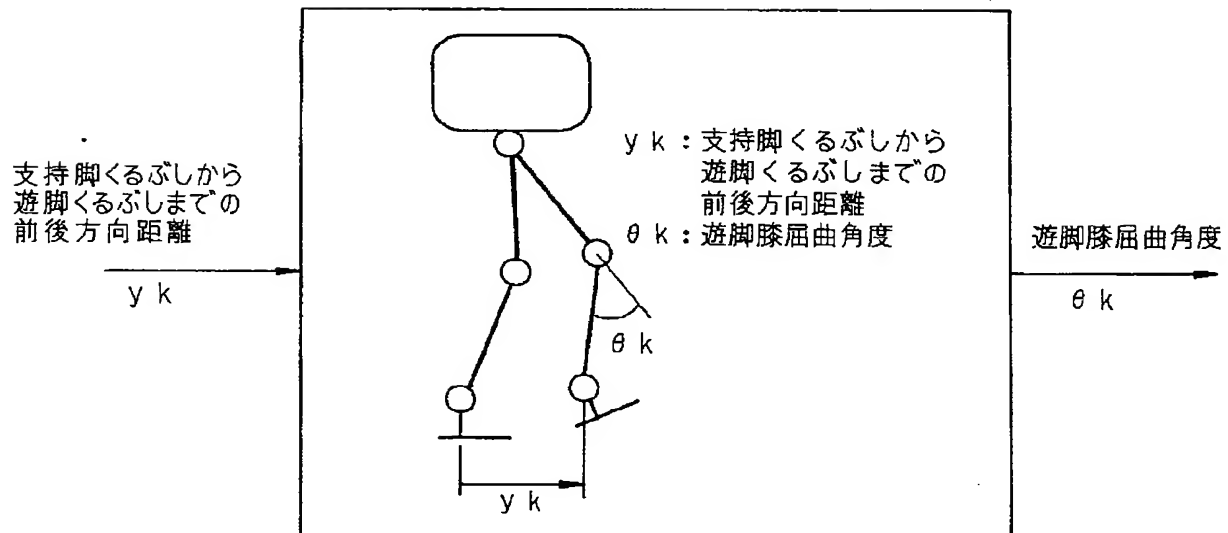 支持脚くるぶしから
遊脚くるぶしまでの
前後方向距離
y k
y k : 支持脚くるぶしから
遊脚くるぶしまでの
前後方向距離
θ k : 遊脚膝屈曲角度
θ k
y k
遊脚膝屈曲角度
θ k